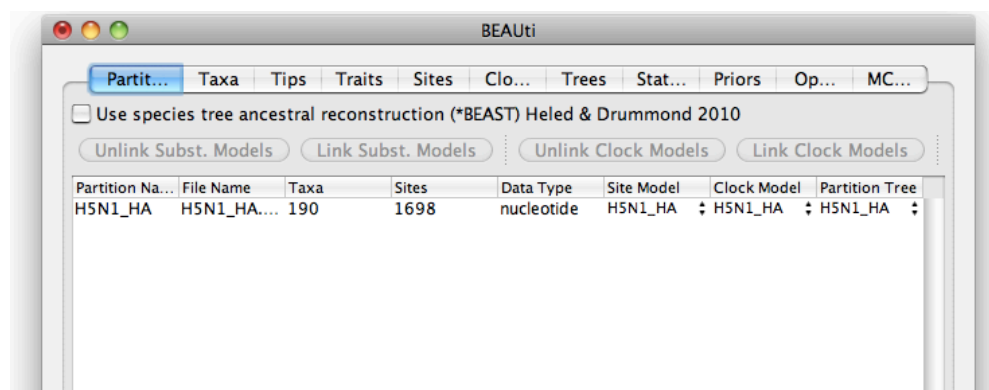 BEAUti
Partit... Taxa Tips Traits Sites Clo... Trees Stat... Priors Op... MC...
Use species tree ancestral reconstruction (*BEAST) Heled & Drummond 2010
Unlink Subst. Models Link Subst. Models Unlink Clock Models Link Clock Models
Partition Na... File Name Taxa Sites Data Type Site Model Clock Model Partition Tree
H5N1_HA H5N1_HA.... 190 1698 nucleotide H5N1_HA H5N1_HA H5N1_HA